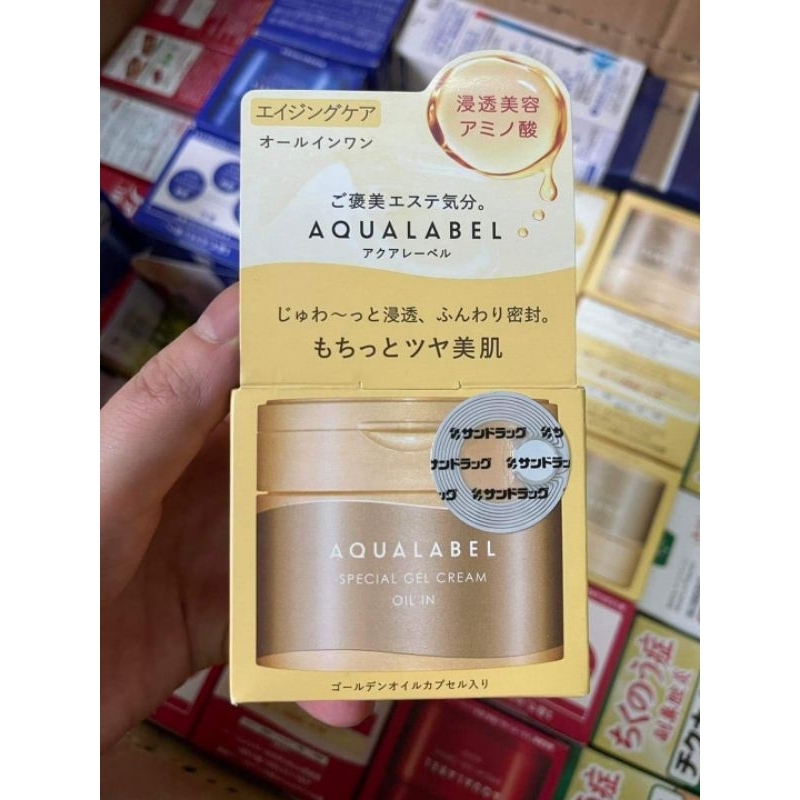 エイジングケア
オールインワン
浸透美容
アミノ酸
ご褒美エステ気分。
AQUALABEL
アクアレーベル
じゅわ〜っと浸透、ふんわり密封。
もちっとツヤ美肌
サンドラッグ サ
ンドラッグ サンドラ
グ サンドラッグ
AQUALABEL
SPECIAL GEL CREAM
OIL IN
ゴールデンオイルカプセル入り
ちくのう症